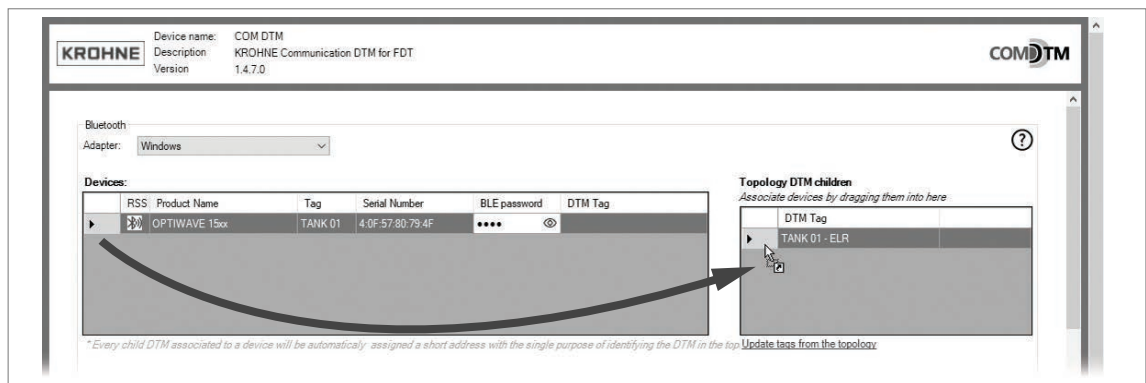 KROHNE
Device name: COM DTM
Description KROHNE Communication DTM for FDT
Version 1.4.7.0
COMDTM
Bluetooth
Adapter: Windows
?
Devices:
RSS Product Name Tag Serial Number BLE password DTM Tag
OPTIWAVE 15xx TANK 01 4:0F:57:80:79:4F ●●●●
Topology DTM children
Associate devices by dragging them into here
DTM Tag
TANK 01 - ELR
* Every child DTM associated to a device will be automaticaly assigned a short address with the single purpose of identifying the DTM in the top
Update tags from the topology